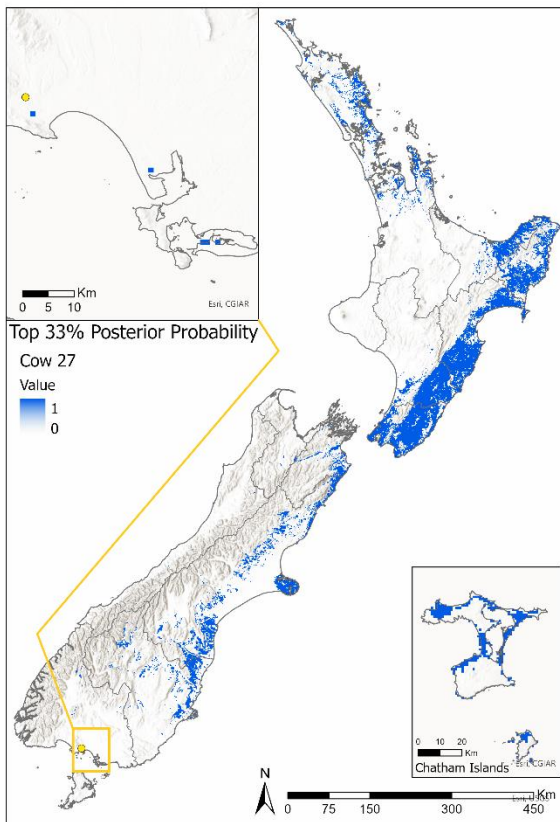 Km
0 5 10
Esri, CGIAR
Top 33% Posterior Probability
Cow 27
Value
1
0
0 10 20
Km
Esri, CGIAR
Chatham Islands
N
Km
0 75 150 300 450